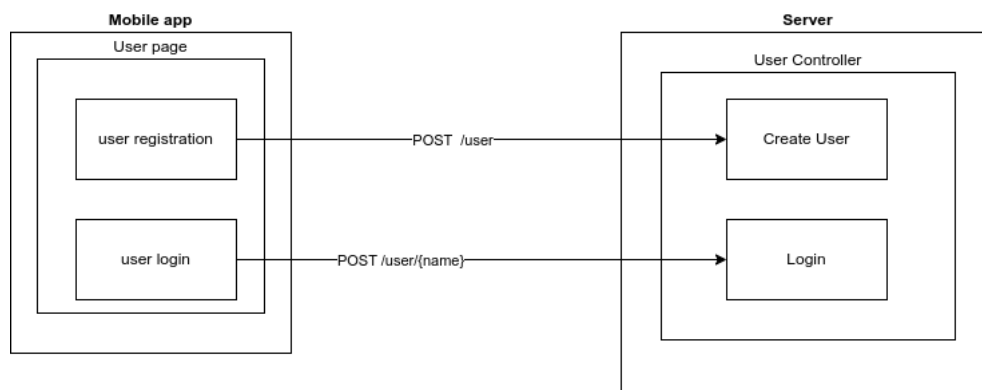 Mobile app
Server
User page
User Controller
user registration
POST /user
Create User
user login
POST /user/{name}
Login